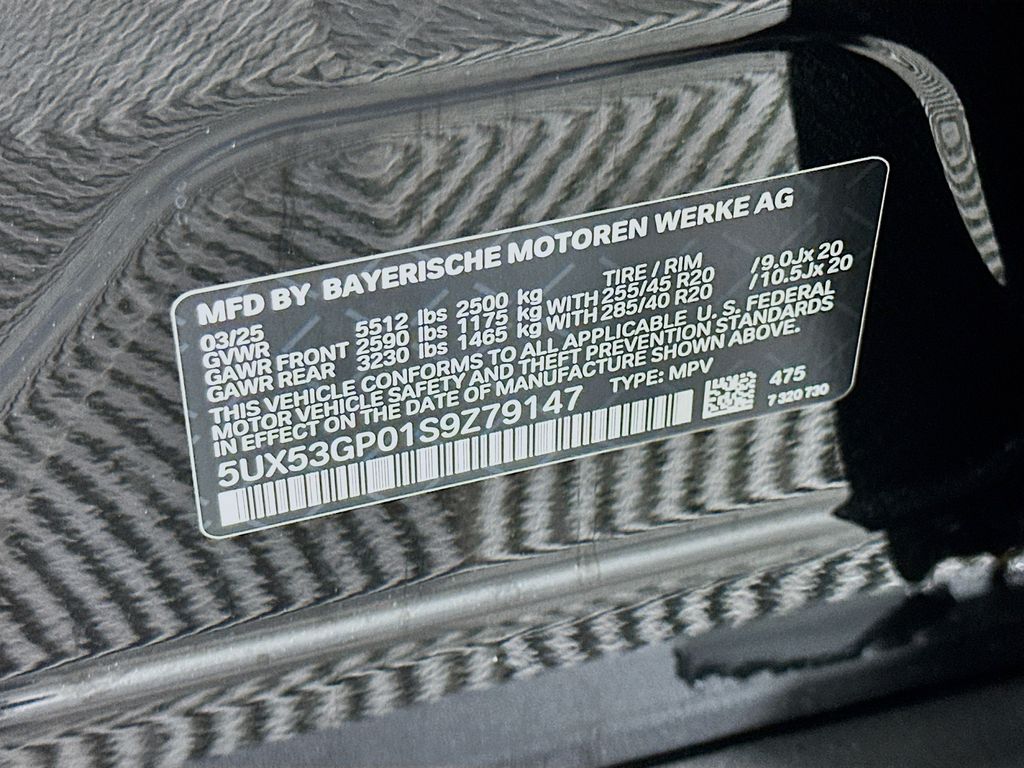 MFD BY BAYERISCHE MOTOREN WERKE AG
03/25 TIRE / RIM
GVWR 5512 lbs 2500 kg
GAWR FRONT 2590 lbs 1175 kg WITH 255/45 R20 /9.0Jx 20
GAWR REAR 3230 lbs 1465 kg WITH 285/40 R20 /10.5Jx 20
THIS VEHICLE CONFORMS TO ALL APPLICABLE U. S. FEDERAL
MOTOR VEHICLE SAFETY AND THEFT PREVENTION STANDARDS
IN EFFECT ON THE DATE OF MANUFACTURE SHOWN ABOVE.
5UX53GP01S9Z79147 TYPE: MPV
475
7 320 730